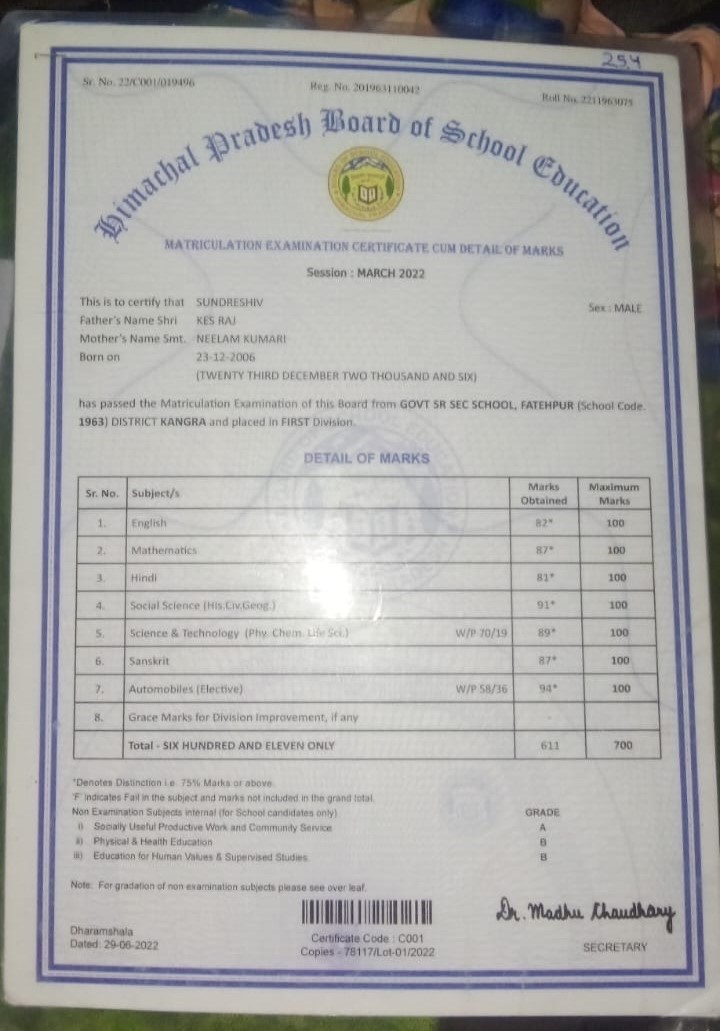 254
Sr. No. 22/C001/019496 Reg. No. 201963110042 Roll No. 2211963075
Himachal Pradesh Board of School Education
MATRICULATION EXAMINATION CERTIFICATE CUM DETAIL OF MARKS
Session : MARCH 2022
This is to certify that SUNDRESHIV Sex : MALE
Father's Name Shri KES RAJ
Mother's Name Smt. NEELAM KUMARI
Born on 23-12-2006
(TWENTY THIRD DECEMBER TWO THOUSAND AND SIX)
has passed the Matriculation Examination of this Board from GOVT SR SEC SCHOOL, FATEHPUR (School Code.
1963) DISTRICT KANGRA and placed in FIRST Division.
DETAIL OF MARKS
Sr. No. Subject/s Marks Obtained Maximum Marks
1. English 82* 100
2. Mathematics 87* 100
3. Hindi 81* 100
4. Social Science (His.Civ.Geog.) 91* 100
5. Science & Technology (Phy. Chem. Life Sci.) W/P 70/19 89* 100
6. Sanskrit 87* 100
7. Automobiles (Elective) W/P 58/36 94* 100
8. Grace Marks for Division Improvement, if any -
Total - SIX HUNDRED AND ELEVEN ONLY 611 700
*Denotes Distinction i.e. 75% Marks or above.
'F' indicates Fail in the subject and marks not included in the grand total.
Non Examination Subjects internal (for School candidates only) GRADE
i) Socially Useful Productive Work and Community Service A
ii) Physical & Health Education B
iii) Education for Human Values & Supervised Studies B
Note: For gradation of non examination subjects please see over leaf.
Dr. Madhu Chaudhary
Dharamshala Certificate Code : C001 SECRETARY
Dated: 29-06-2022 Copies - 78117/Lot-01/2022